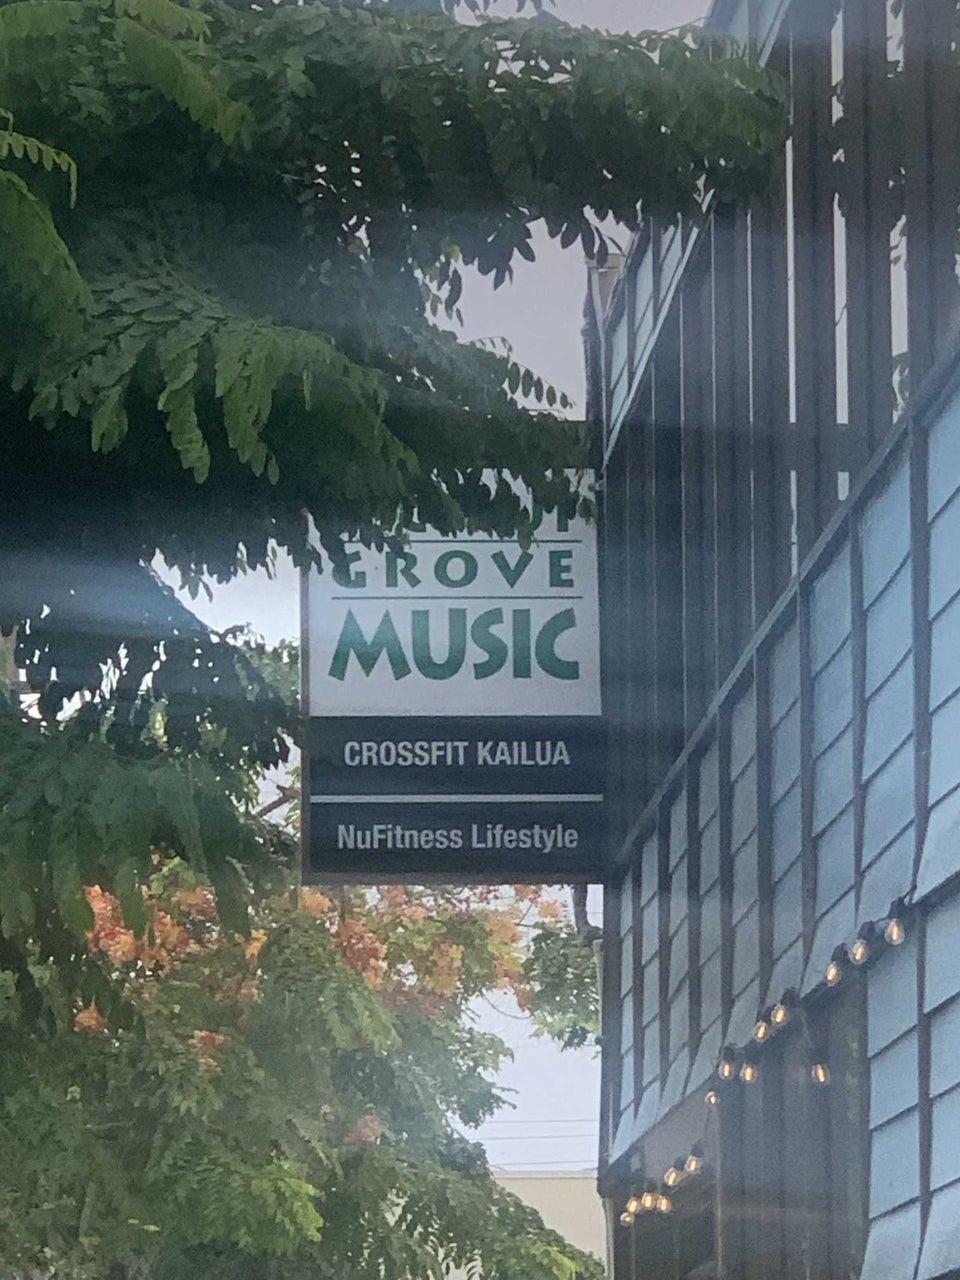 GROVE
MUSIC
CROSSFIT KAILUA
NuFitness Lifestyle